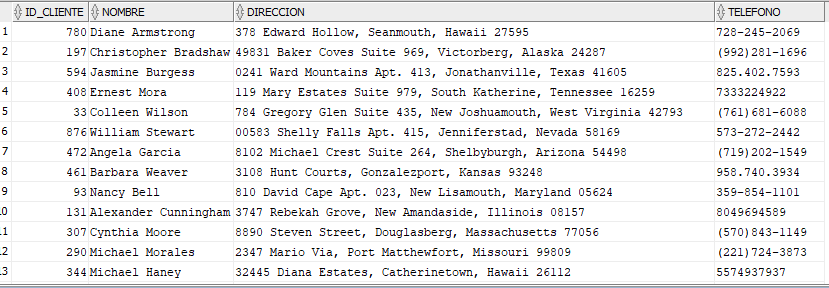 ID_CLIENTE NOMBRE DIRECCION TELEFONO
1 780 Diane Armstrong 378 Edward Hollow, Seanmouth, Hawaii 27595 728-245-2069
2 197 Christopher Bradshaw 49831 Baker Coves Suite 969, Victorberg, Alaska 24287 (992)281-1696
3 594 Jasmine Burgess 0241 Ward Mountains Apt. 413, Jonathanville, Texas 41605 825.402.7593
4 408 Ernest Mora 119 Mary Estates Suite 979, South Katherine, Tennessee 16259 7333224922
5 33 Colleen Wilson 784 Gregory Glen Suite 435, New Joshuamouth, West Virginia 42793 (761)681-6088
6 876 William Stewart 00583 Shelly Falls Apt. 415, Jenniferstad, Nevada 58169 573-272-2442
7 472 Angela Garcia 8102 Michael Crest Suite 264, Shelbyburgh, Arizona 54498 (719)202-1549
8 461 Barbara Weaver 3108 Hunt Courts, Gonzalezport, Kansas 93248 958.740.3934
9 93 Nancy Bell 810 David Cape Apt. 023, New Lisamouth, Maryland 05624 359-854-1101
10 131 Alexander Cunningham 3747 Rebekah Grove, New Amandaside, Illinois 08157 8049694589
11 307 Cynthia Moore 8890 Steven Street, Douglasberg, Massachusetts 77056 (570)843-1149
12 290 Michael Morales 2347 Mario Via, Port Matthewfort, Missouri 99809 (221)724-3873
13 344 Michael Haney 32445 Diana Estates, Catherinetown, Hawaii 26112 5574937937